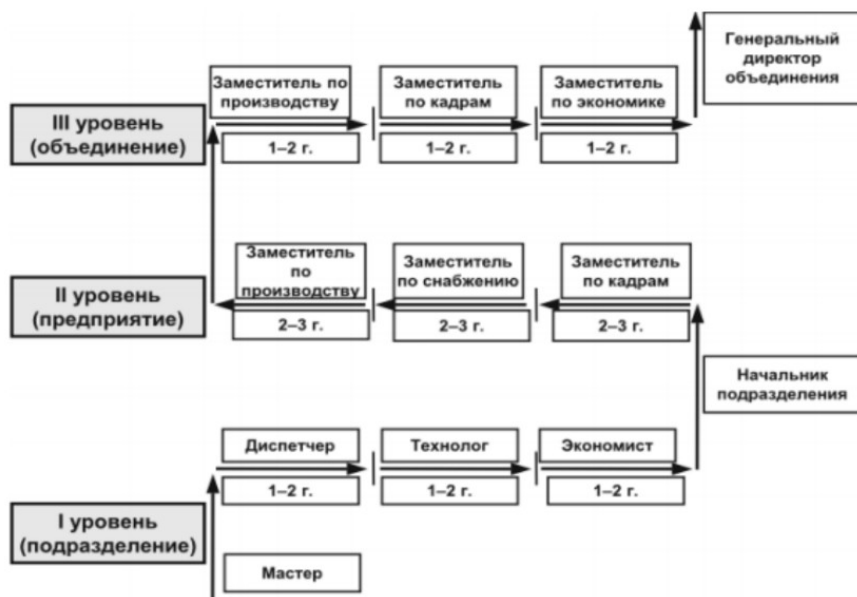 Генеральный
директор
объединения
Заместитель по
производству
Заместитель
по кадрам
Заместитель
по экономике
III уровень
(объединение)
1–2 г.
1–2 г.
1–2 г.
Заместитель
по
производству
Заместитель
по снабжению
Заместитель
по кадрам
II уровень
(предприятие)
2–3 г.
2–3 г.
2–3 г.
Начальник
подразделения
Диспетчер
Технолог
Экономист
1–2 г.
1–2 г.
1–2 г.
I уровень
(подразделение)
Мастер